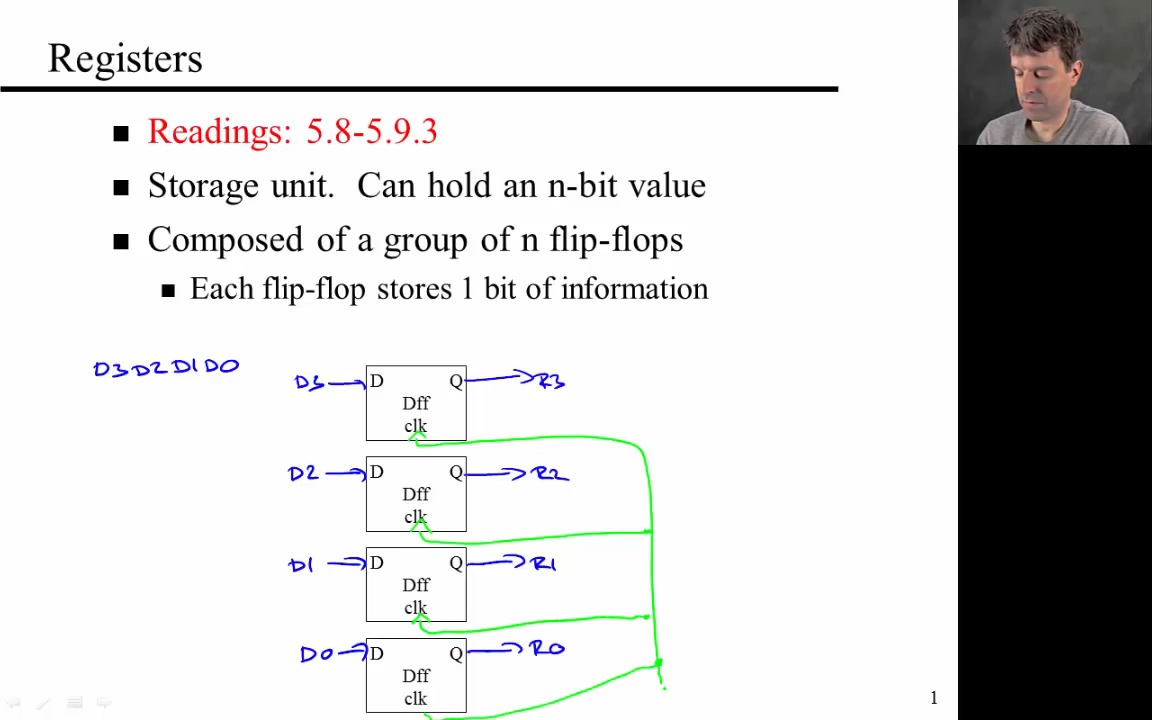 Registers
Readings: 5.8-5.9.3
Storage unit. Can hold an n-bit value
Composed of a group of n flip-flops
Each flip-flop stores 1 bit of information
D3 D2 D1 D0
D3 D Q R3
Dff
clk
D2 D Q R2
Dff
clk
D1 D Q R1
Dff
clk
D0 D Q R0
Dff
clk
1